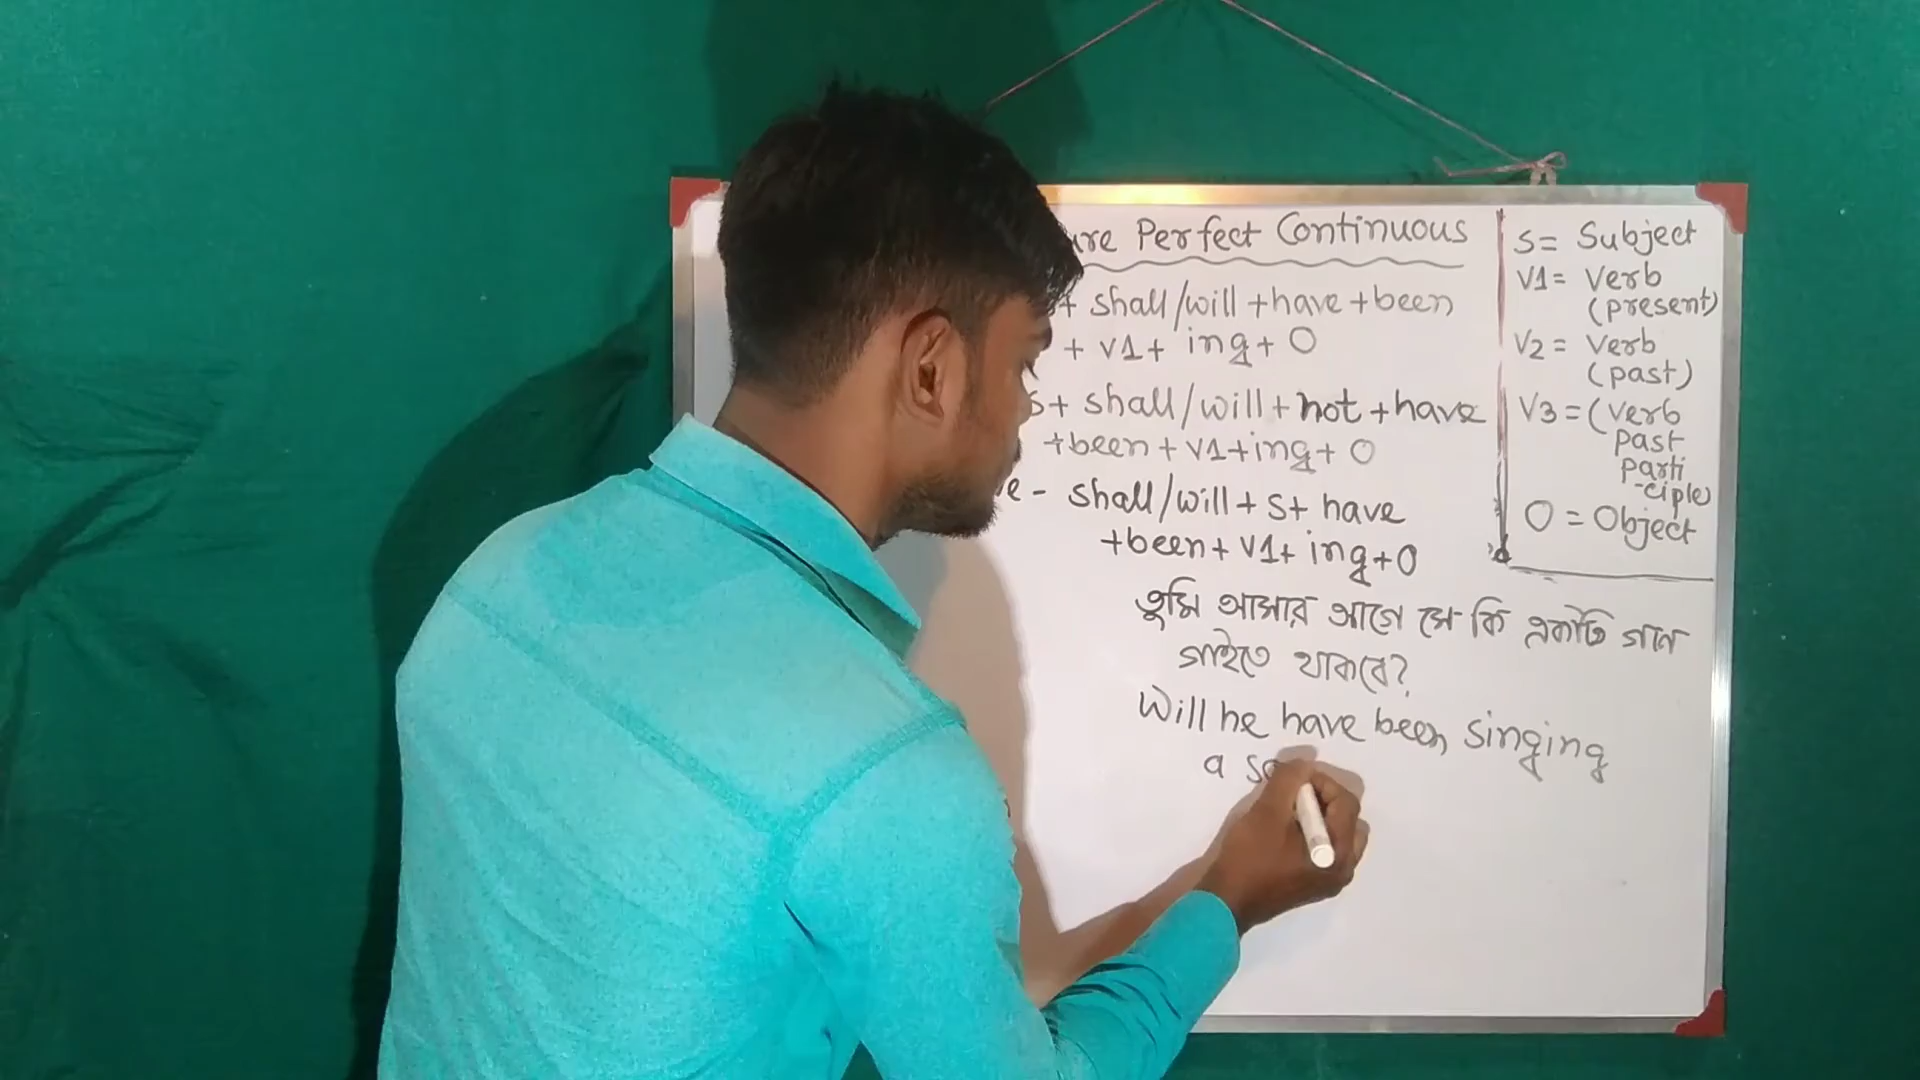 Perfect Continuous
+ shall/will +have +been
+ V1+ ing+ O
S+ shall/will+not+have
+been+V1+ing+ O
e - shall/will+ S+ have
+been+ V1+ ing+O
তুমি আসার আগে সে কি একটি গান
গাইতে থাকবে?
Will he have been singing
a
S= Subject
V1= Verb
(present)
V2= Verb
(past)
V3=(Verb
past
parti
-ciple)
O = Object